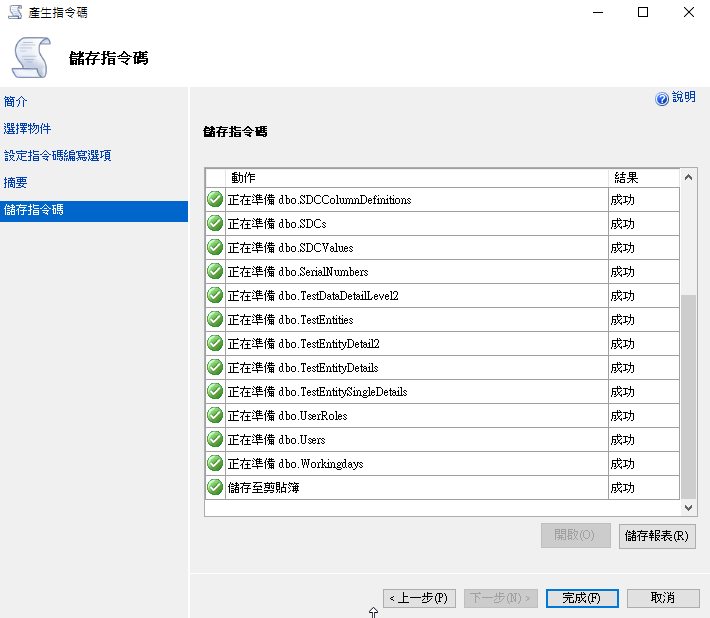 產生指令碼
儲存指令碼
簡介
選擇物件
設定指令碼編寫選項
摘要
儲存指令碼
說明
儲存指令碼
動作 結果
正在準備 dbo.SDCColumnDefinitions 成功
正在準備 dbo.SDCs 成功
正在準備 dbo.SDCValues 成功
正在準備 dbo.SerialNumbers 成功
正在準備 dbo.TestDataDetailLevel2 成功
正在準備 dbo.TestEntities 成功
正在準備 dbo.TestEntityDetail2 成功
正在準備 dbo.TestEntityDetails 成功
正在準備 dbo.TestEntitySingleDetails 成功
正在準備 dbo.UserRoles 成功
正在準備 dbo.Users 成功
正在準備 dbo.Workingdays 成功
儲存至剪貼簿 成功
開啟(O) 儲存報表(R)
< 上一步(P) 下一步(N) > 完成(F) 取消